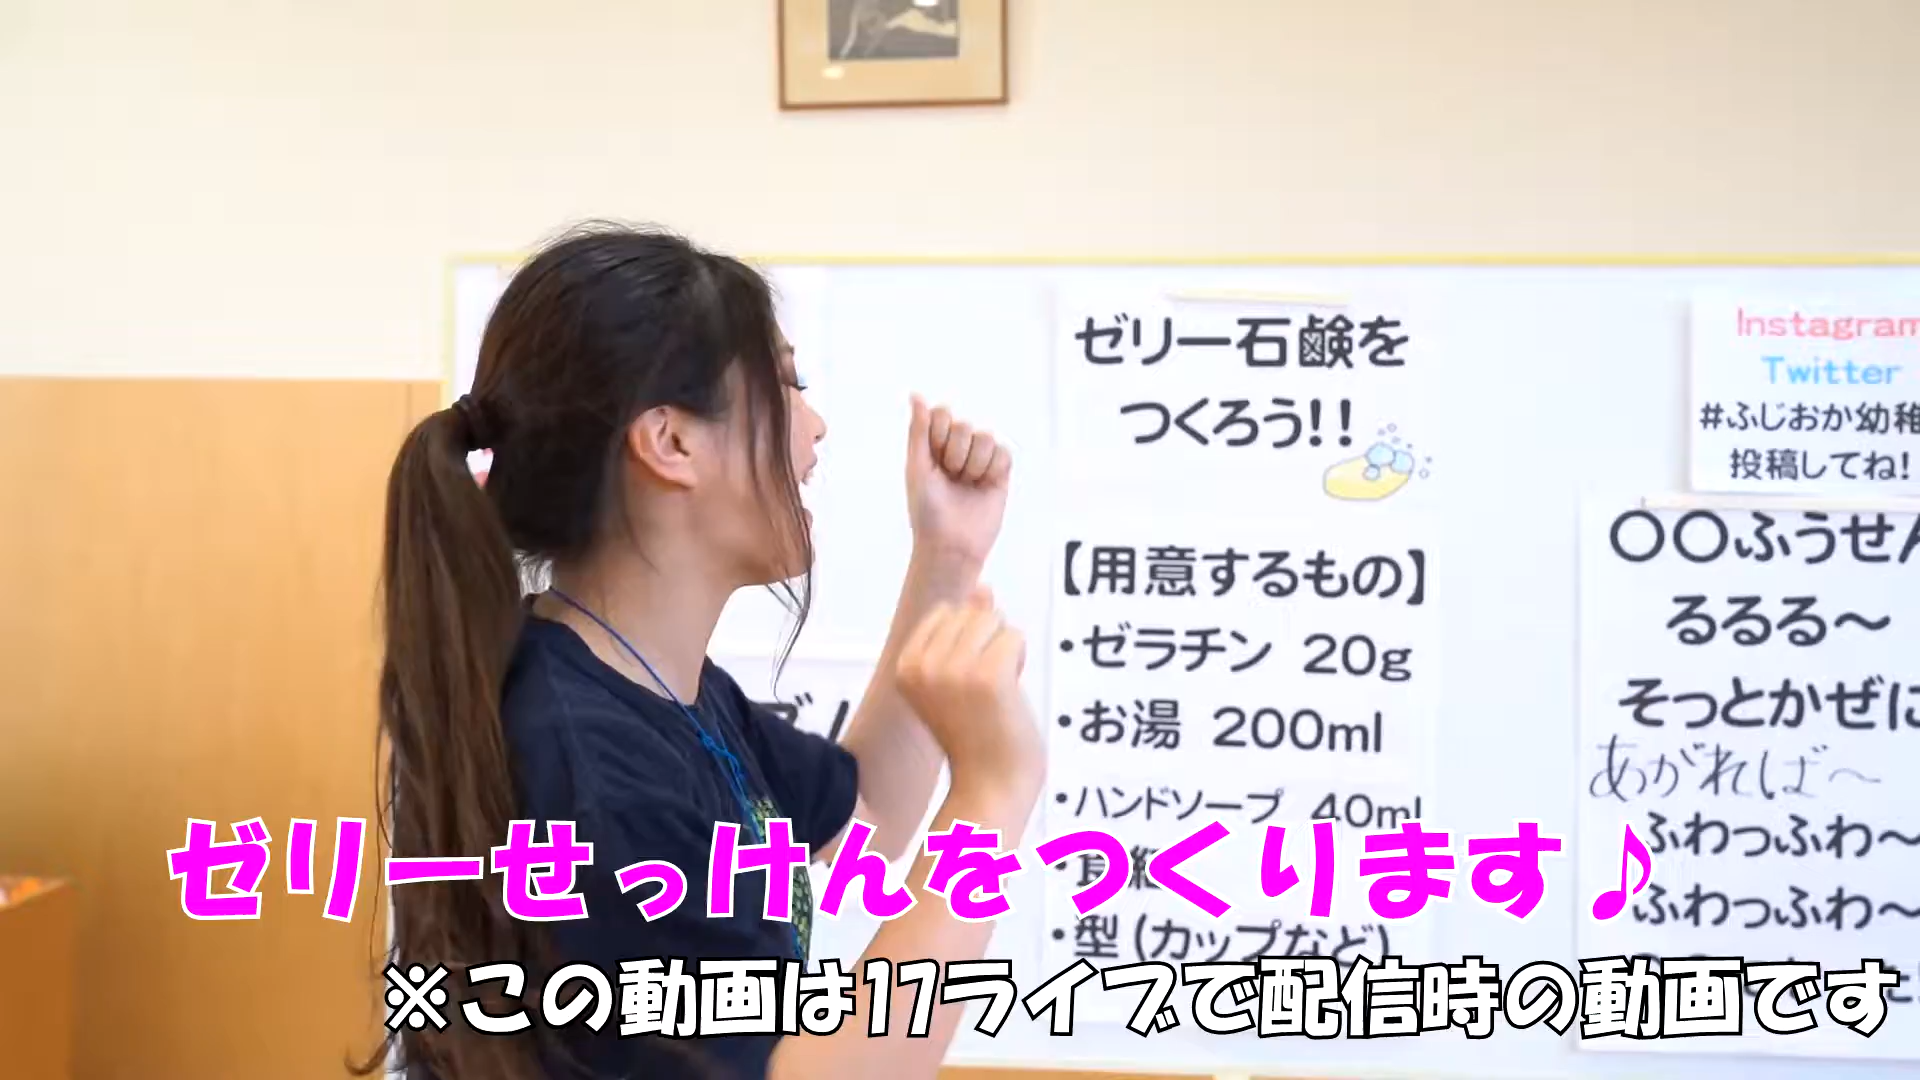 ゼリー石鹸を
つくろう!!
【用意するもの】
・ゼラチン 20g
・お湯 200ml
・ハンドソープ 40ml
・型(カップなど)
Instagram
Twitter
#ふじおか幼稚
投稿してね!
〇〇ふうせん
るるる～
そっとかぜに
あがれば～
ふわっふわ～
ふわっふわ～
ゼリーせっけんをつくります♪
※この動画は17ライブで配信時の動画です